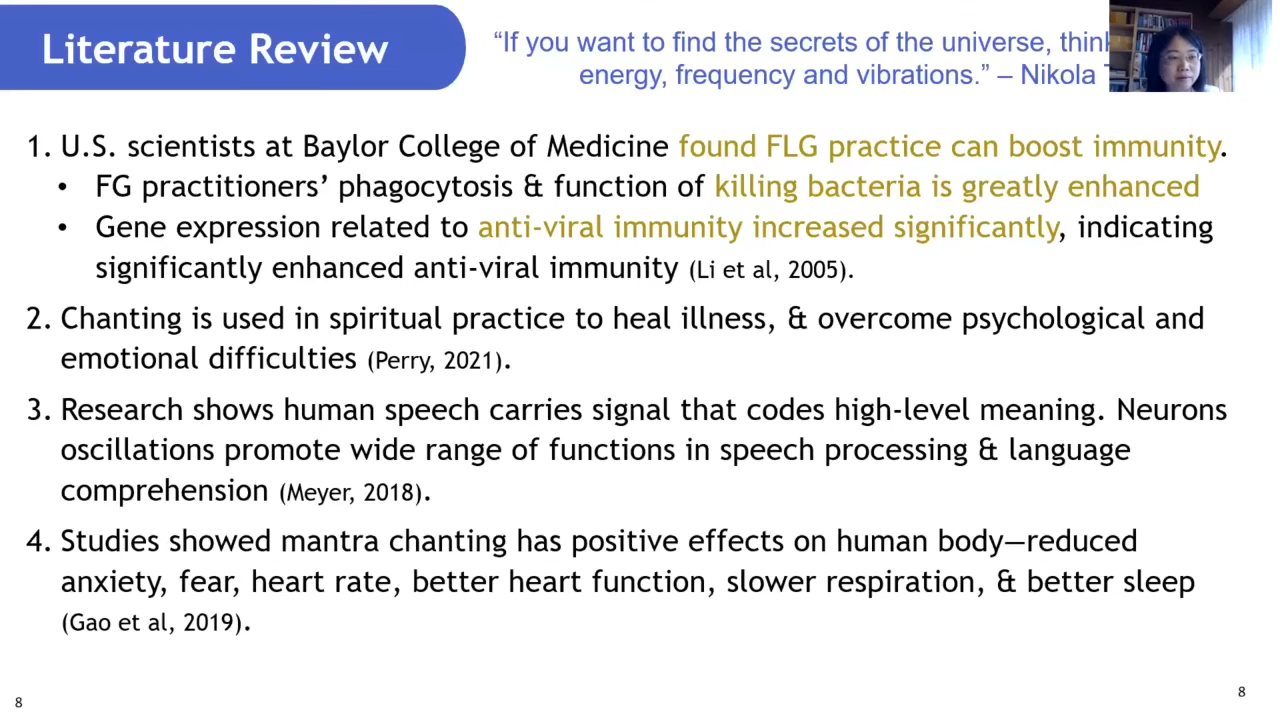 Literature Review
“If you want to find the secrets of the universe, think
energy, frequency and vibrations.” – Nikola
1. U.S. scientists at Baylor College of Medicine found FLG practice can boost immunity.
• FG practitioners’ phagocytosis & function of killing bacteria is greatly enhanced
• Gene expression related to anti-viral immunity increased significantly, indicating
significantly enhanced anti-viral immunity (Li et al, 2005).
2. Chanting is used in spiritual practice to heal illness, & overcome psychological and
emotional difficulties (Perry, 2021).
3. Research shows human speech carries signal that codes high-level meaning. Neurons
oscillations promote wide range of functions in speech processing & language
comprehension (Meyer, 2018).
4. Studies showed mantra chanting has positive effects on human body—reduced
anxiety, fear, heart rate, better heart function, slower respiration, & better sleep
(Gao et al, 2019).
8
8